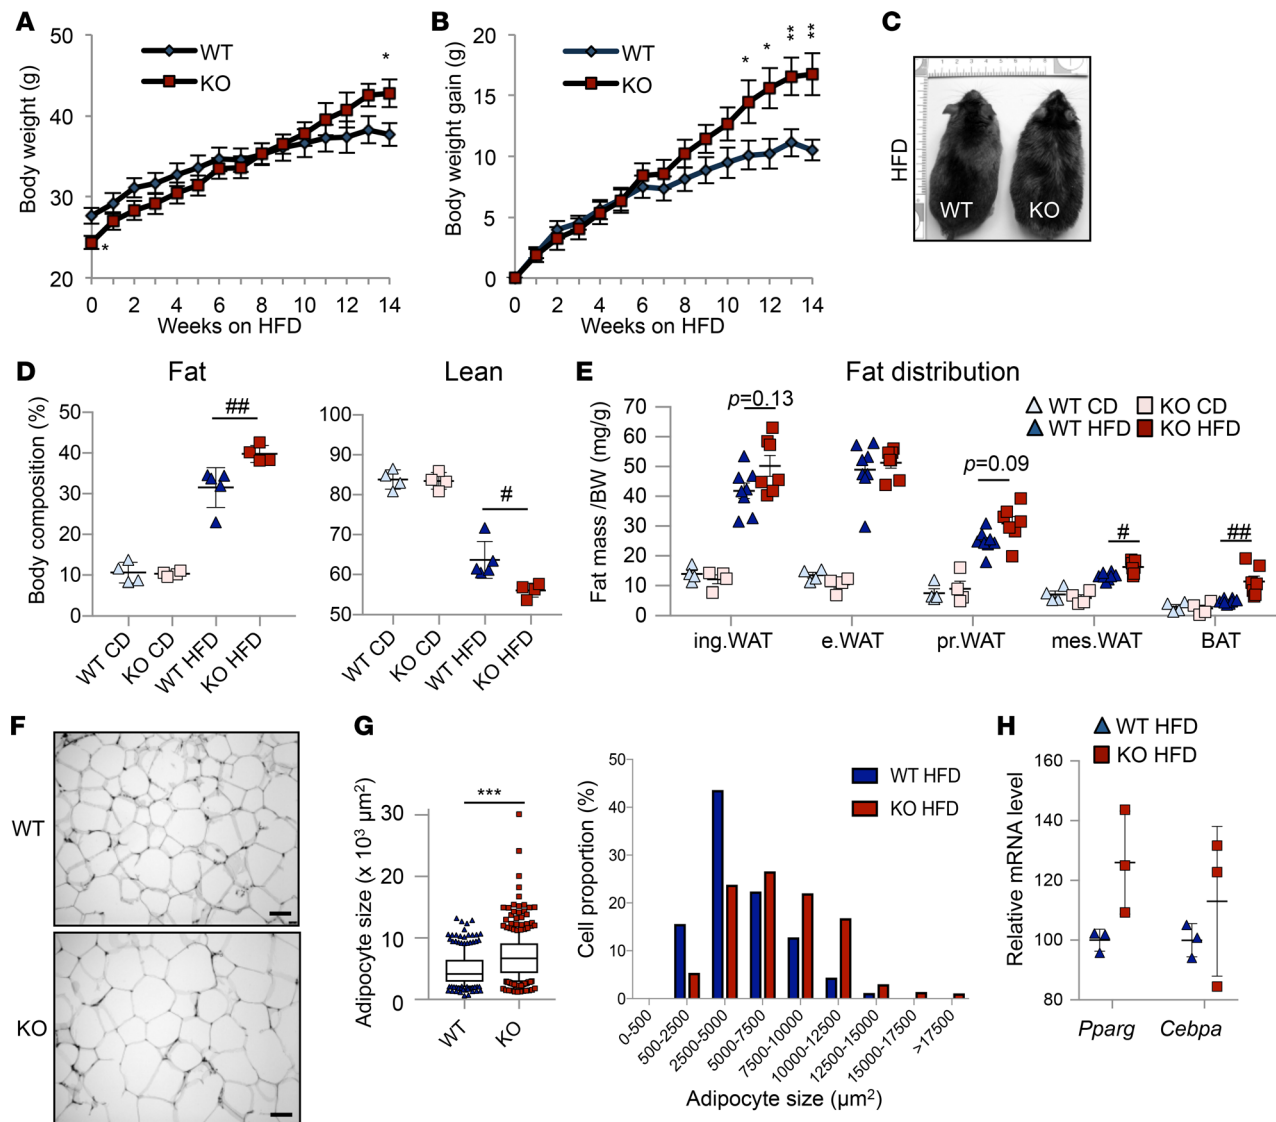 A
Body weight (g)
50
40
30
20
WT
KO
*
*
0 2 4 6 8 10 12 14
Weeks on HFD
B
Body weight gain (g)
20
15
10
5
0
WT
KO
* * ** **
0 2 4 6 8 10 12 14
Weeks on HFD
C
HFD
WT KO
D
Fat
Body composition (%)
50
40
30
20
10
0
##
WT CD KO CD WT HFD KO HFD
Lean
100
90
80
70
60
50
#
WT CD KO CD WT HFD KO HFD
E
Fat distribution
Fat mass /BW (mg/g)
70
60
50
40
30
20
10
0
WT CD KO CD
WT HFD KO HFD
p=0.13
p=0.09
#
##
ing.WAT e.WAT pr.WAT mes.WAT BAT
F
WT
KO
G
Adipocyte size (x 10³ µm²)
30
20
10
0
***
WT KO
Cell proportion (%)
50
40
30
20
10
0
WT HFD
KO HFD
0-500 500-2500 2500-5000 5000-7500 7500-10000 10000-12500 12500-15000 15000-17500 >17500
Adipocyte size (µm²)
H
WT HFD
KO HFD
Relative mRNA level
160
140
120
100
80
Pparg Cebpa